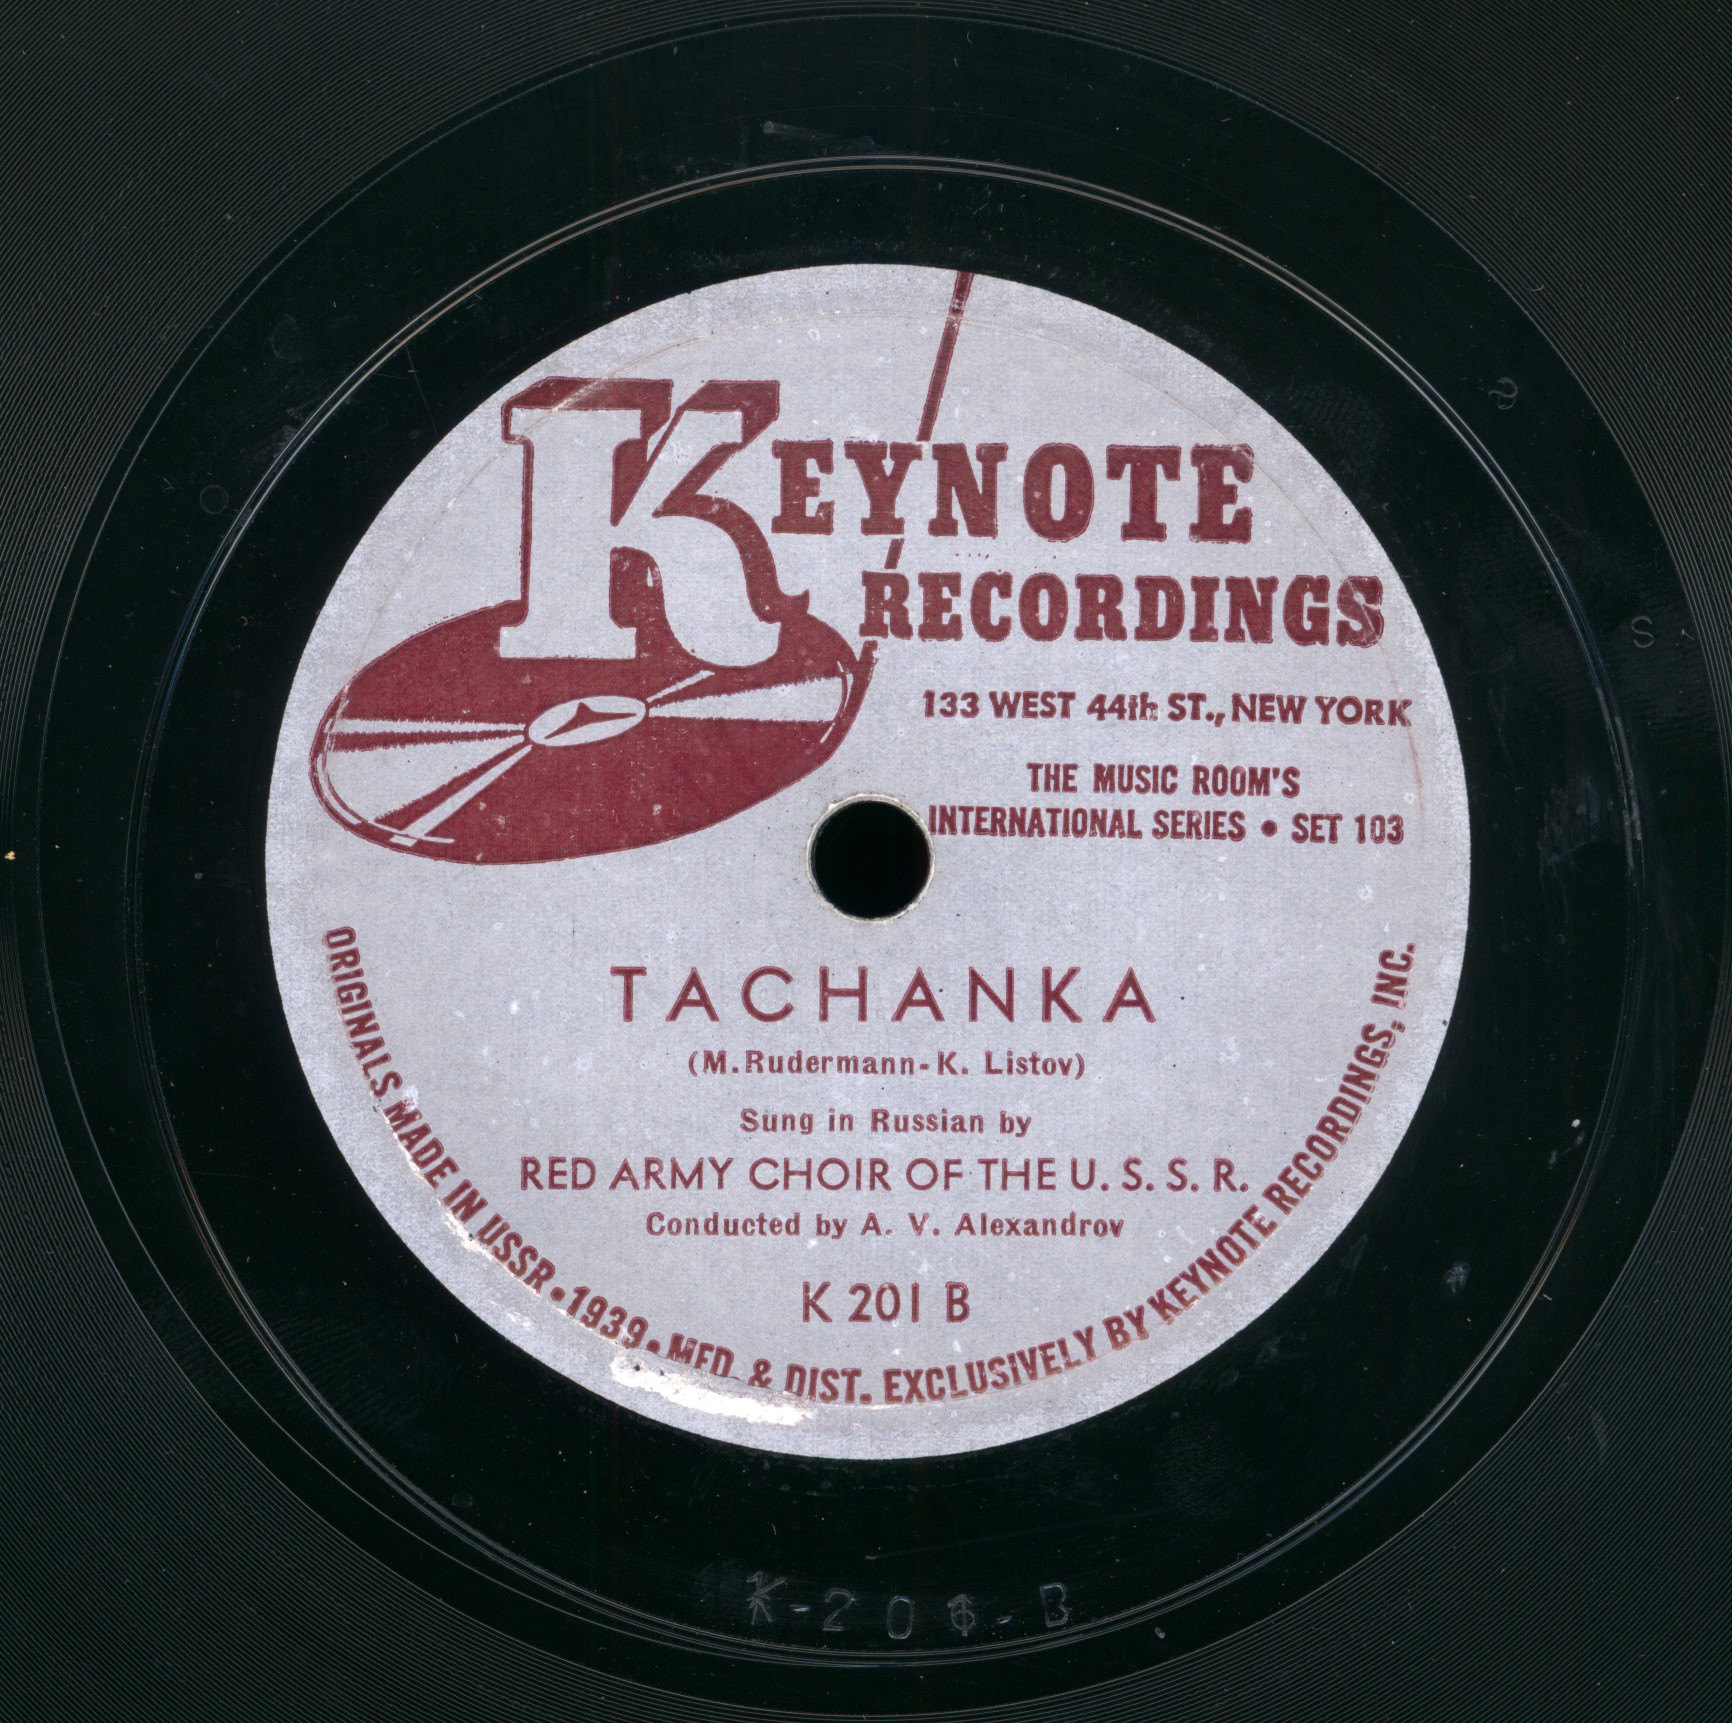 KEYNOTE
RECORDINGS
133 WEST 44th ST., NEW YORK
THE MUSIC ROOM'S
INTERNATIONAL SERIES • SET 103
TACHANKA
(M.Rudermann-K. Listov)
Sung in Russian by
RED ARMY CHOIR OF THE U. S. S. R.
Conducted by A. V. Alexandrov
K 201 B
ORIGINALS MADE IN USSR • 1939 • MFD. & DIST. EXCLUSIVELY BY KEYNOTE RECORDINGS, INC.
K-201-B
S